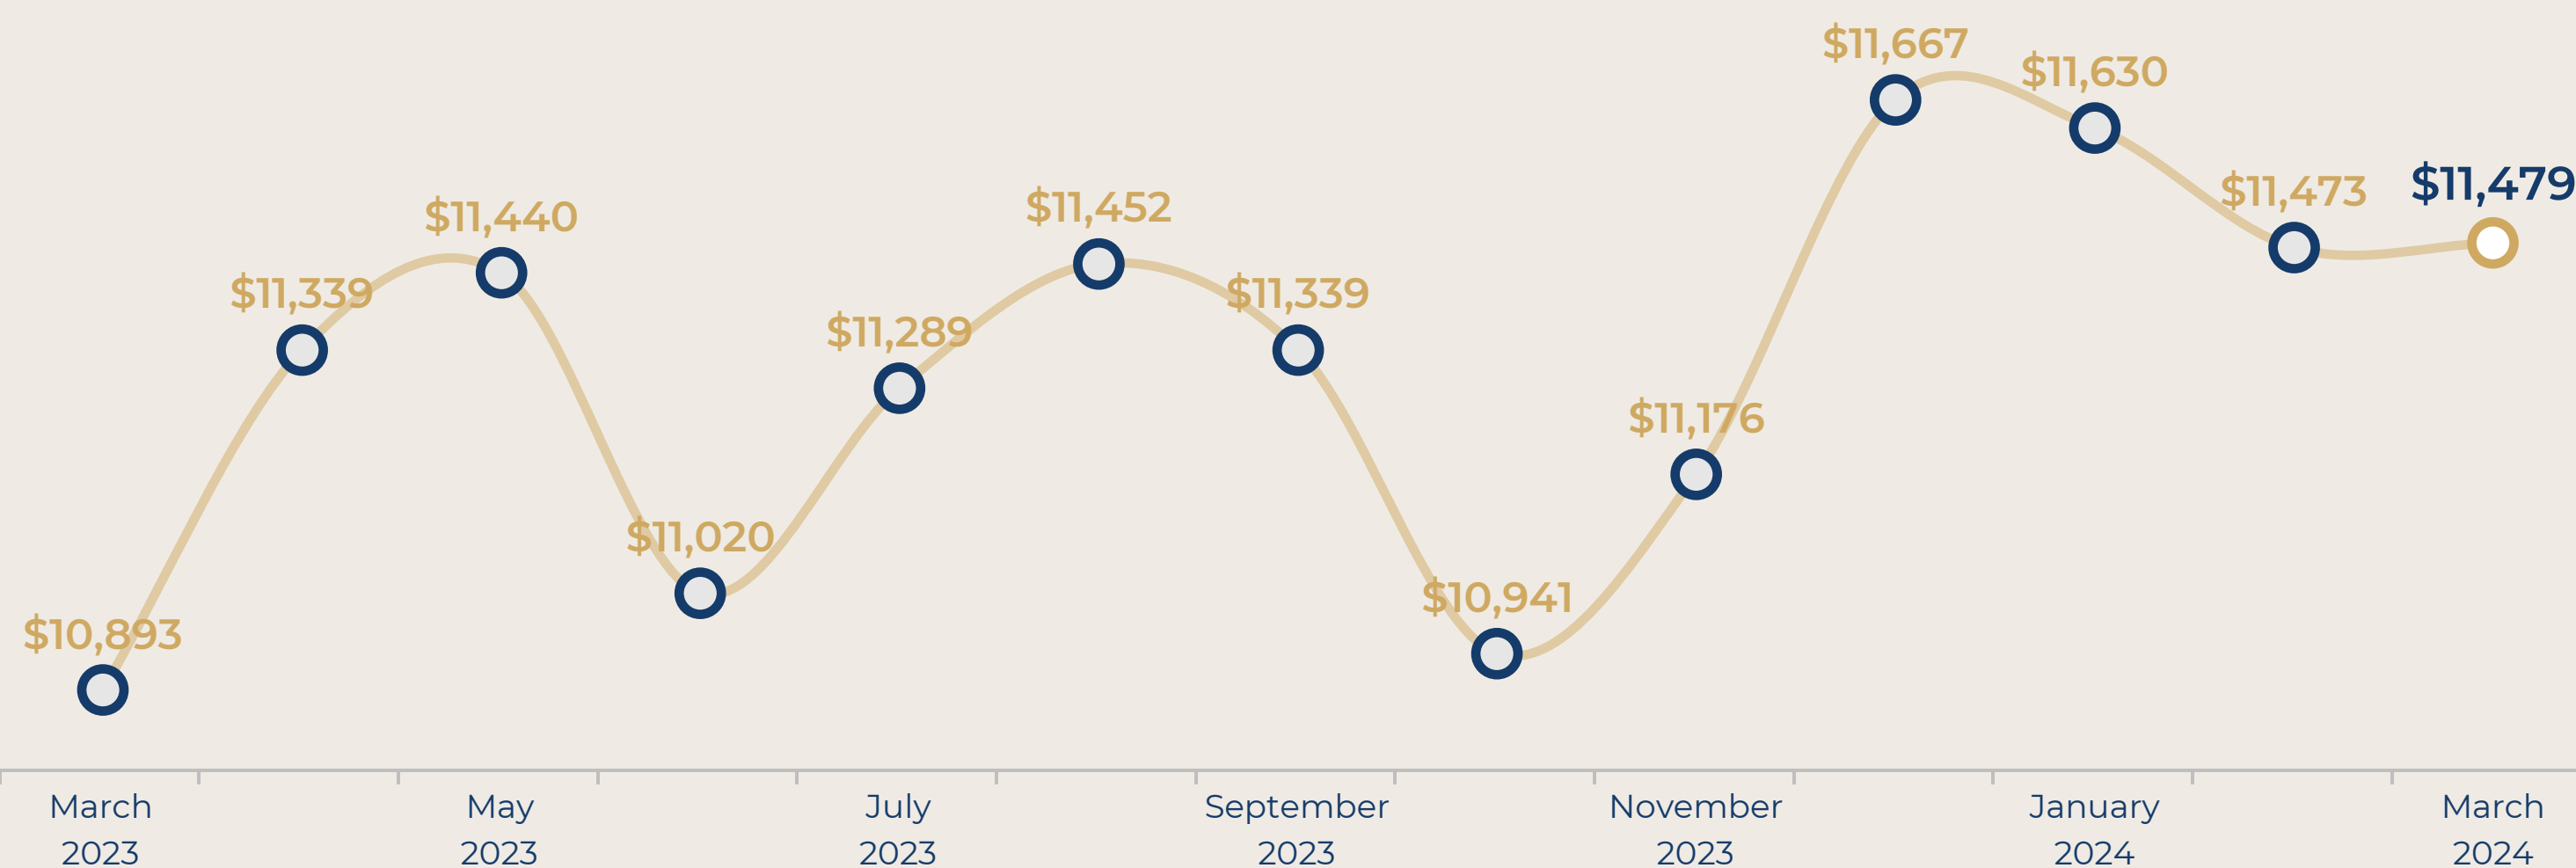 $11,667
$11,630
$11,473
$11,479
$11,452
$11,440
$11,339
$11,339
$11,289
$11,176
$11,020
$10,941
$10,893
March
2023
May
2023
July
2023
September
2023
November
2023
January
2024
March
2024